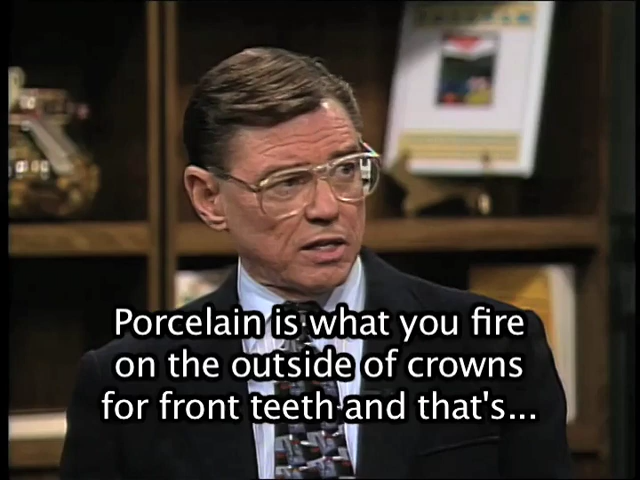 Porcelain is what you fire
on the outside of crowns
for front teeth and that's...